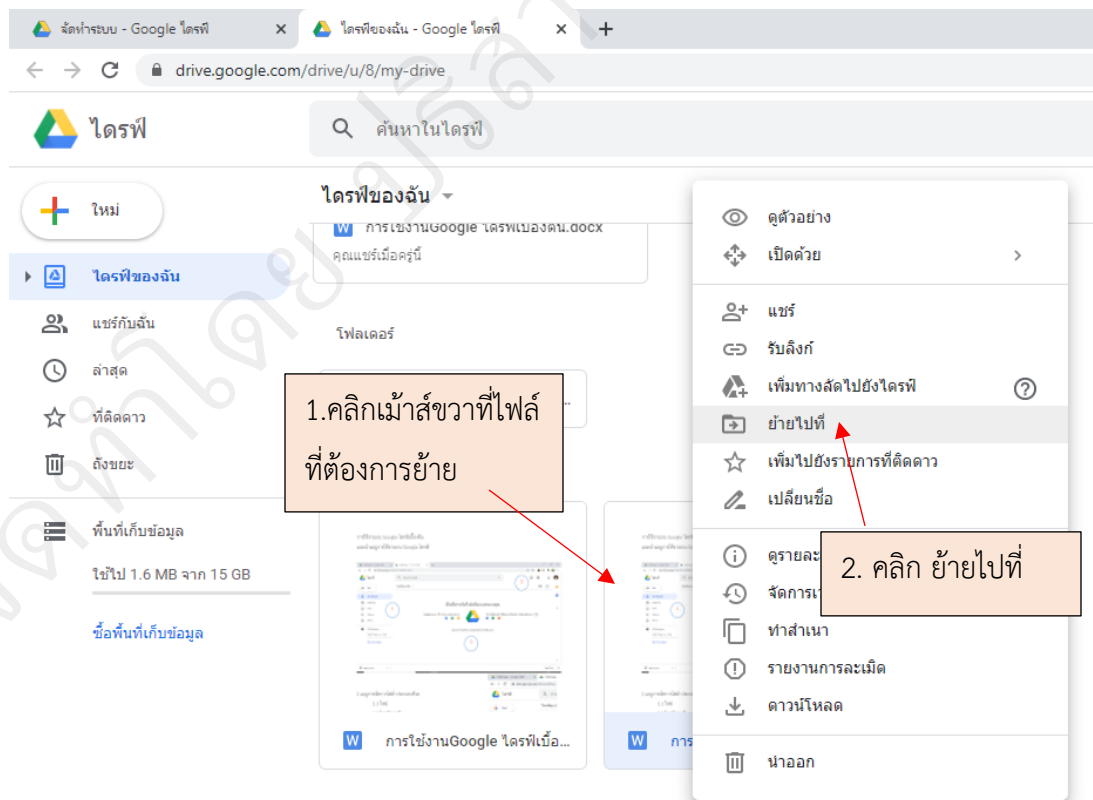 จัดทำระบบ - Google ไดรฟ์
ไดรฟ์ของฉัน - Google ไดรฟ์
drive.google.com/drive/u/8/my-drive
ไดรฟ์
ค้นหาในไดรฟ์
ใหม่
ไดรฟ์ของฉัน
แชร์กับฉัน
ล่าสุด
ที่ติดดาว
ถังขยะ
พื้นที่เก็บข้อมูล
ใช้ไป 1.6 MB จาก 15 GB
ซื้อพื้นที่เก็บข้อมูล
ไดรฟ์ของฉัน
W การใช้งานGoogle ไดรฟ์เบื้องต้น.docx
คุณแชร์เมื่อครู่นี้
โฟลเดอร์
1.คลิกเม้าส์ขวาที่ไฟล์
ที่ต้องการย้าย
W การใช้งานGoogle ไดรฟ์เบื้อ...
W การ
ดูตัวอย่าง
เปิดด้วย
แชร์
รับลิงก์
เพิ่มทางลัดไปยังไดรฟ์
ย้ายไปที่
เพิ่มไปยังรายการที่ติดดาว
เปลี่ยนชื่อ
ดูรายละ
จัดการเ
2. คลิก ย้ายไปที่
ทำสำเนา
รายงานการละเมิด
ดาวน์โหลด
นำออก